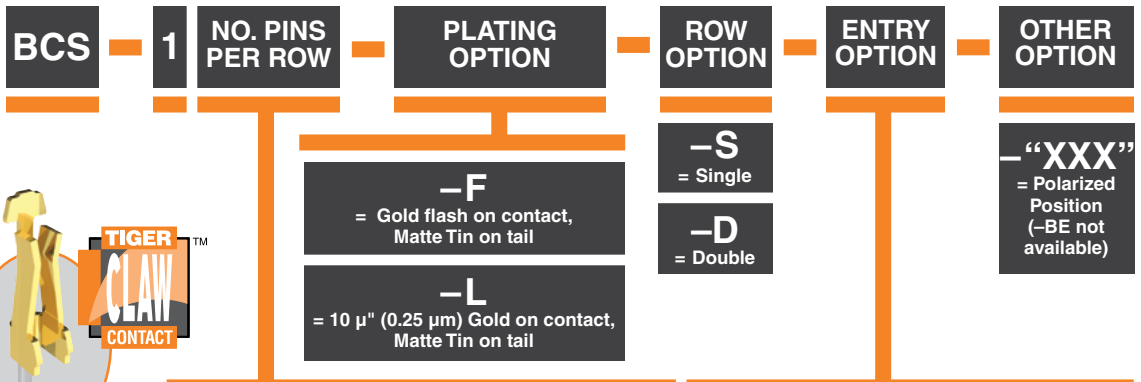 BCS
1
NO. PINS
PER ROW
PLATING
OPTION
ROW
OPTION
ENTRY
OPTION
OTHER
OPTION
–F
= Gold flash on contact,
Matte Tin on tail
–L
= 10 µ" (0.25 µm) Gold on contact,
Matte Tin on tail
–S
= Single
–D
= Double
–“XXX”
= Polarized
Position
(–BE not
available)
TIGER
TM
CLAW
CONTACT